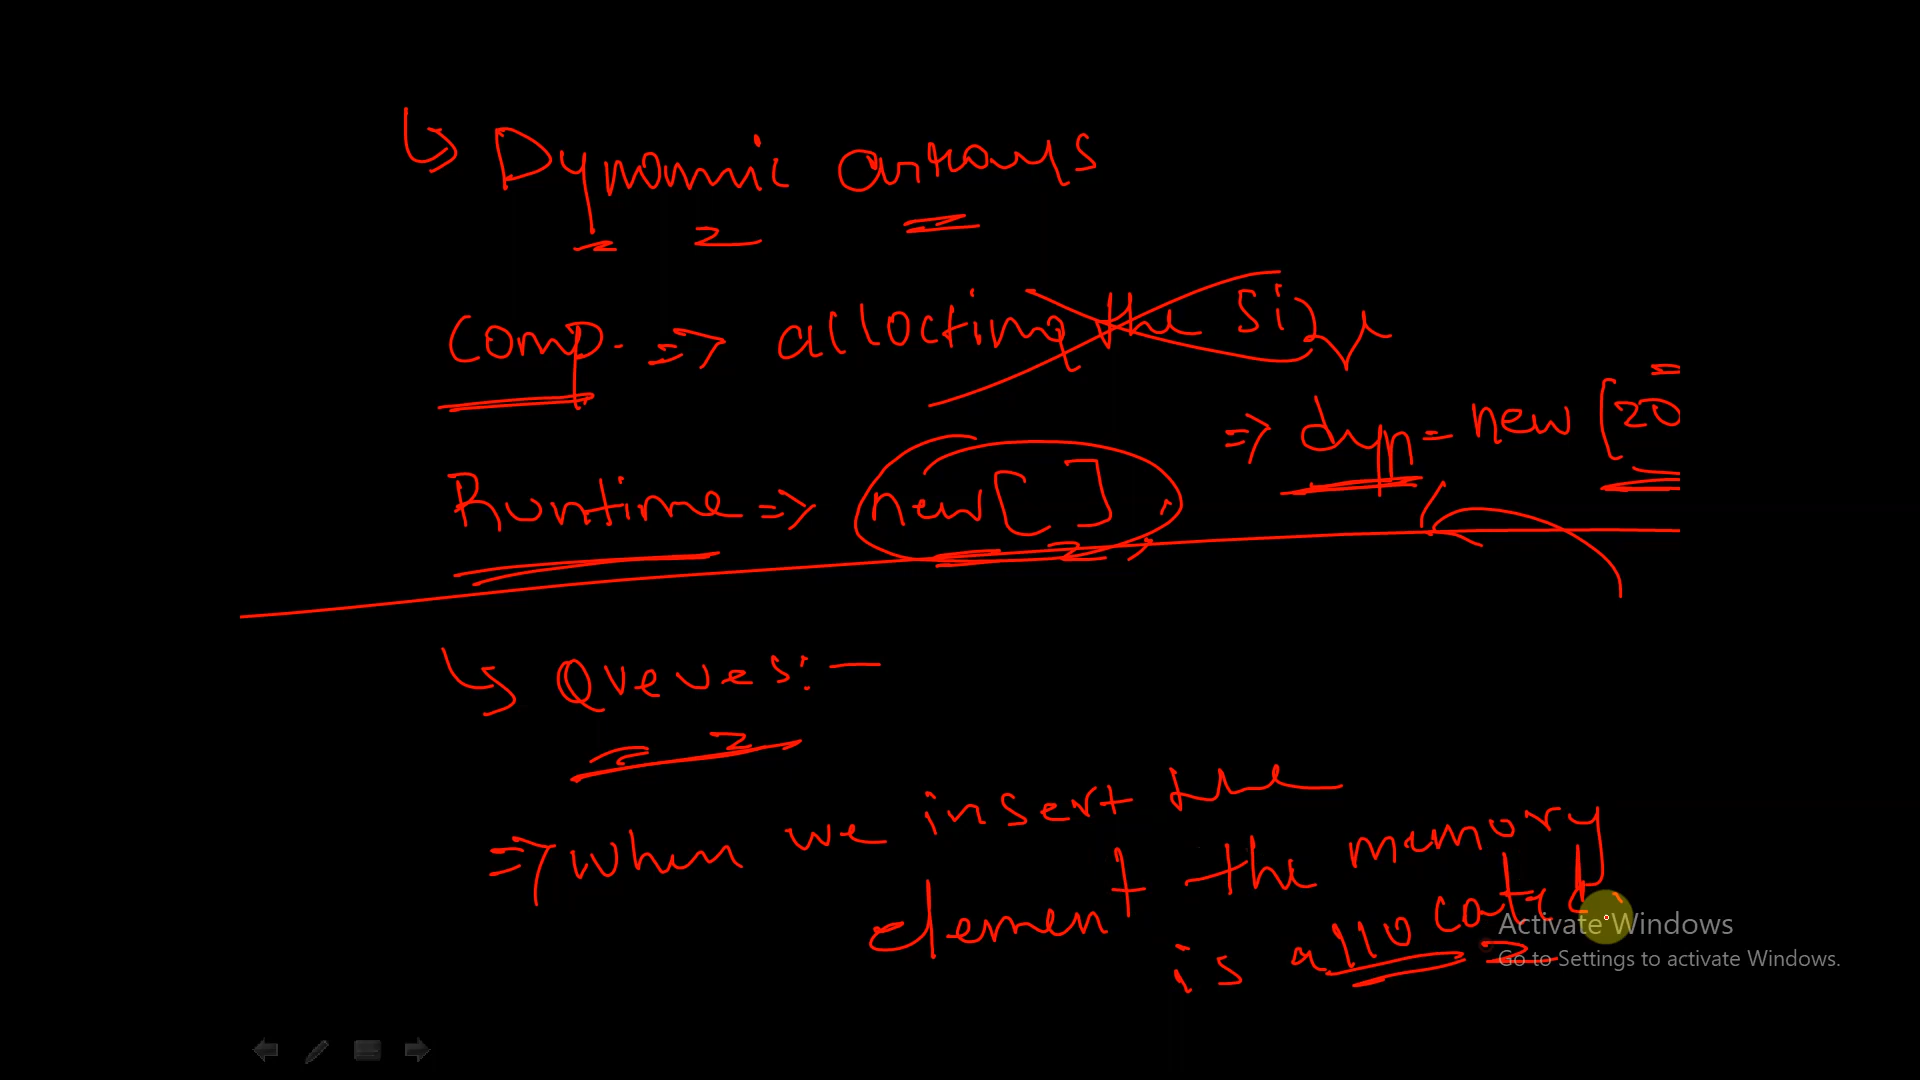 ↳ Dynamic arrays
Comp. => allocting the size
=> dyn = new [20
Runtime => new[ ];
↳ Queues:-
=> When we insert the
element the memory
is allocated.
Activate Windows
Go to Settings to activate Windows.